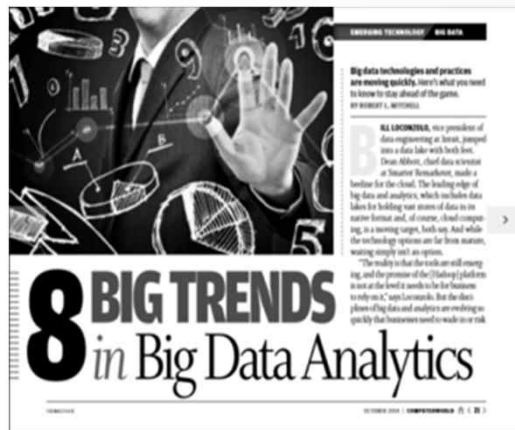 EMERGING TECHNOLOGY / BIG DATA
Big data technologies and practices
are moving quickly. Here's what you need
to know to stay ahead of the game.
BY ROBERT L. MITCHELL
BILL LOCONZOLO, vice president of
data engineering at Intuit, jumped
into a data lake with both feet.
Dean Abbott, chief data scientist
at Smarter Remarketer, made a
beeline for the cloud. The leading edge of
big data and analytics, which includes data
lakes for holding vast stores of data in its
native format and, of course, cloud comput-
ing, is a moving target, both say. And while
the technology options are far from mature,
waiting simply isn't an option.
"The reality is that the tools are still emerg-
ing, and the promise of the [Hadoop] platform
is not at the level it needs to be for business
to rely on it," says Loconzolo. But the disci-
plines of big data and analytics are evolving so
quickly that businesses need to wade in or risk
3
9
1
A
B
5
8 BIG TRENDS
in Big Data Analytics
OCTOBER 2014 | COMPUTERWORLD 21